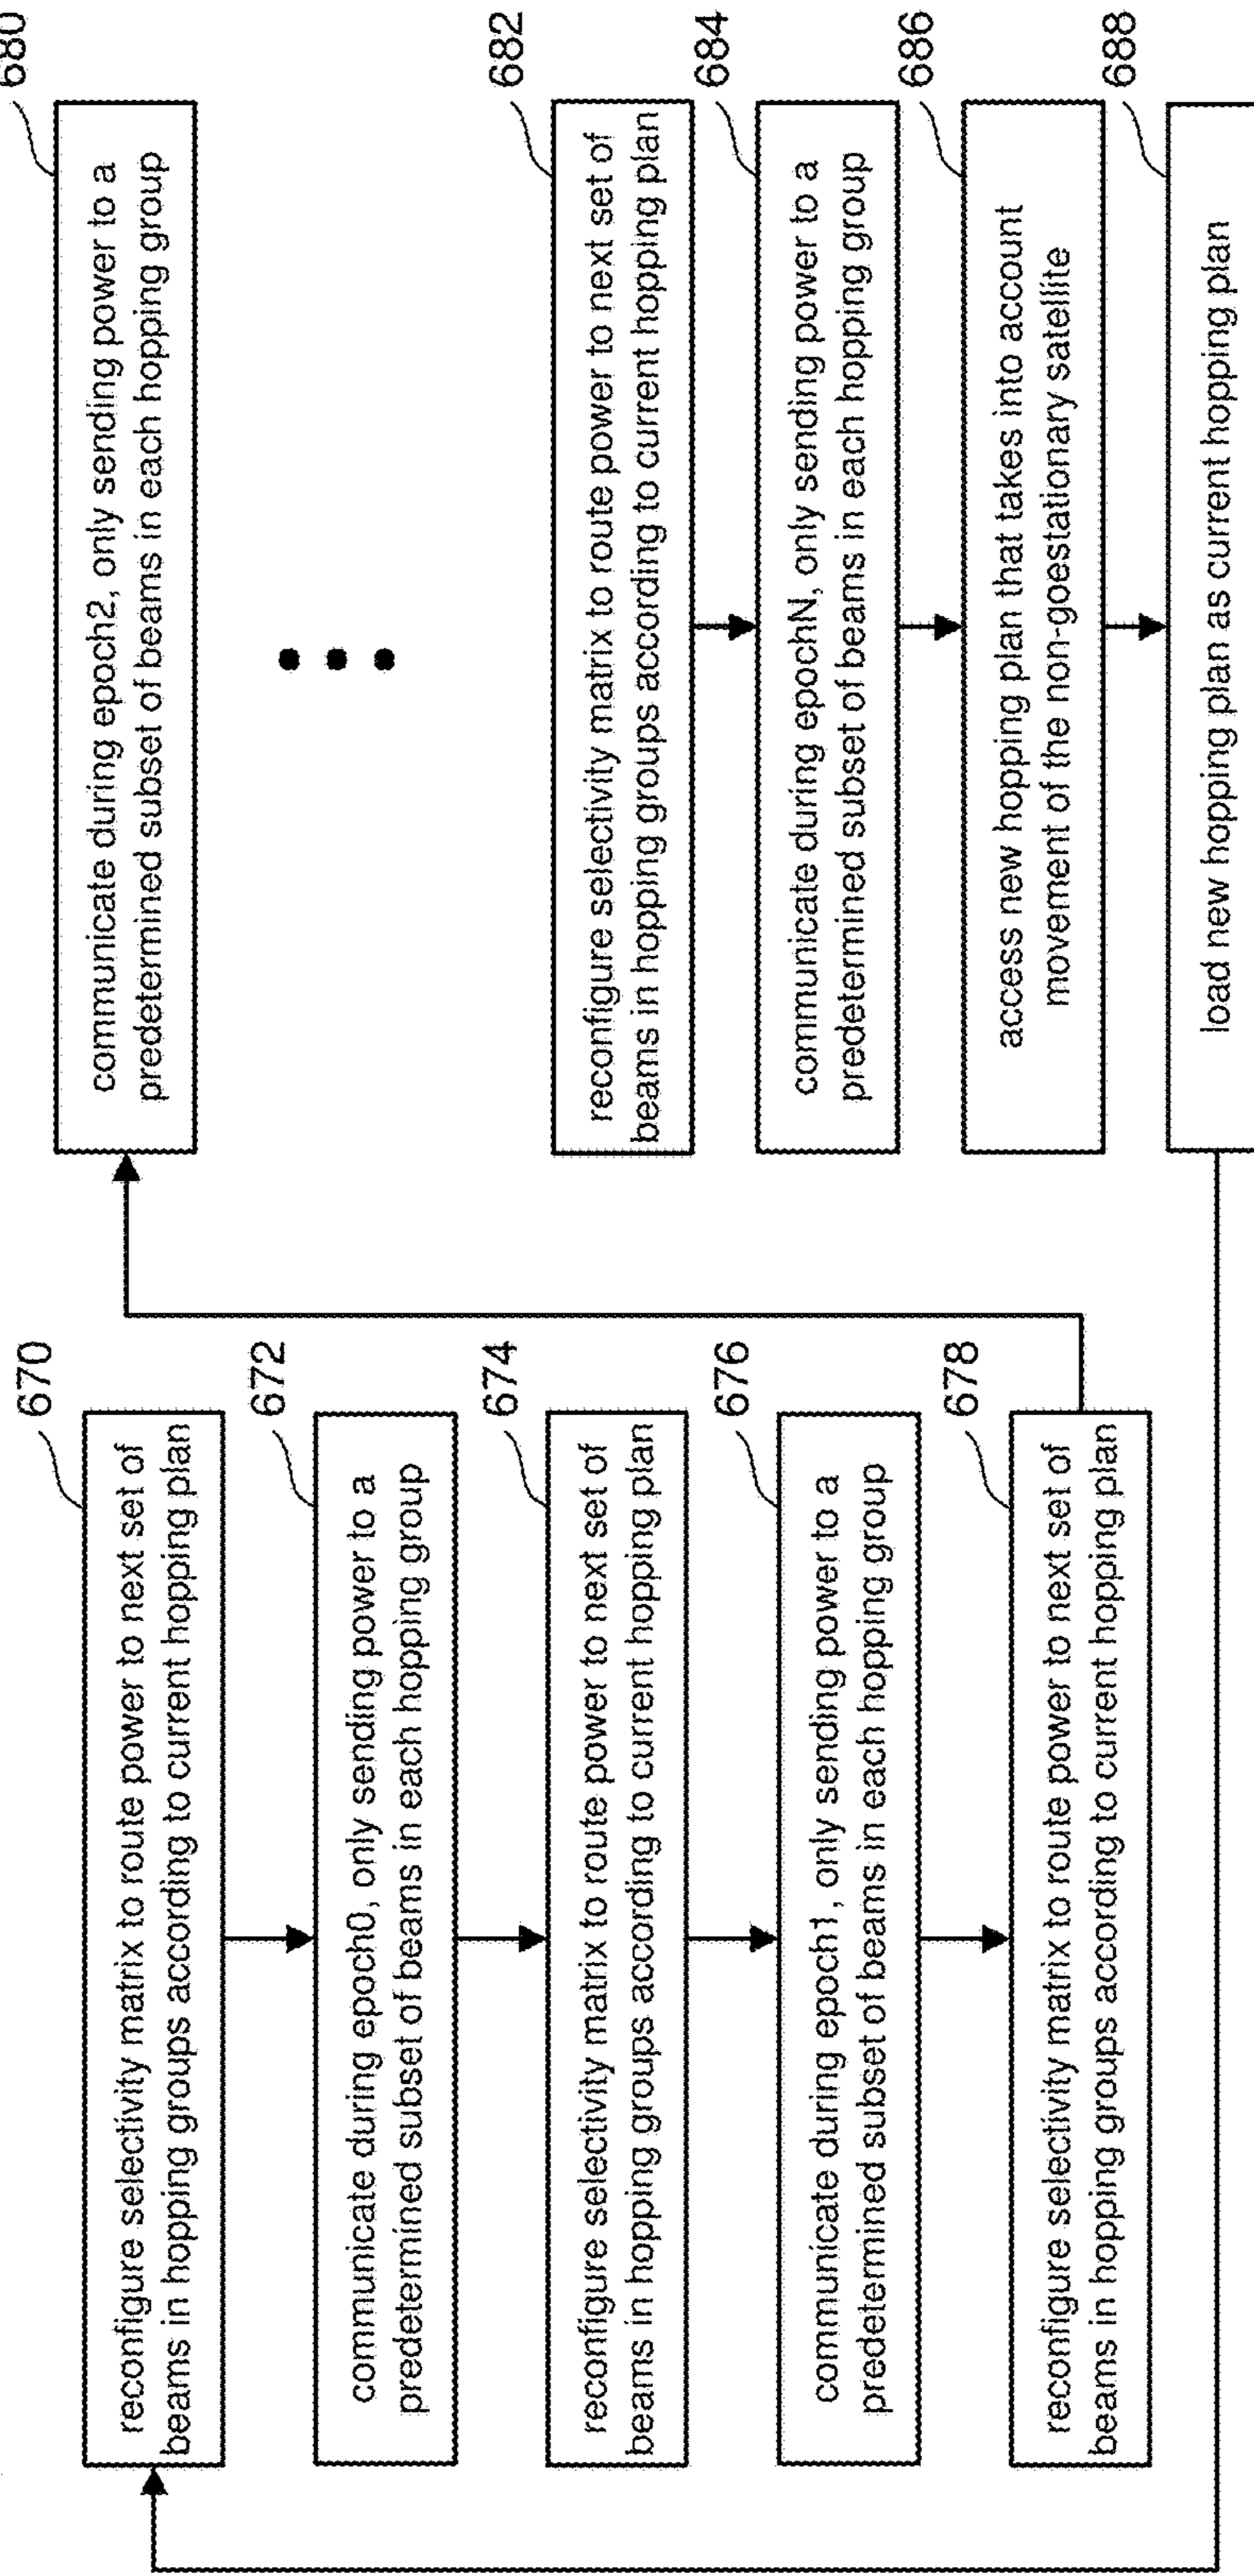 670
reconfigure selectivity matrix to route power to next set of
beams in hopping groups according to current hopping plan
672
communicate during epoch0, only sending power to a
predetermined subset of beams in each hopping group
674
reconfigure selectivity matrix to route power to next set of
beams in hopping groups according to current hopping plan
676
communicate during epoch1, only sending power to a
predetermined subset of beams in each hopping group
678
reconfigure selectivity matrix to route power to next set of
beams in hopping groups according to current hopping plan
680
communicate during epoch2, only sending power to a
predetermined subset of beams in each hopping group
682
reconfigure selectivity matrix to route power to next set of
beams in hopping groups according to current hopping plan
684
communicate during epochN, only sending power to a
predetermined subset of beams in each hopping group
686
access new hopping plan that takes into account
movement of the non-goestationary satellite
688
load new hopping plan as current hopping plan